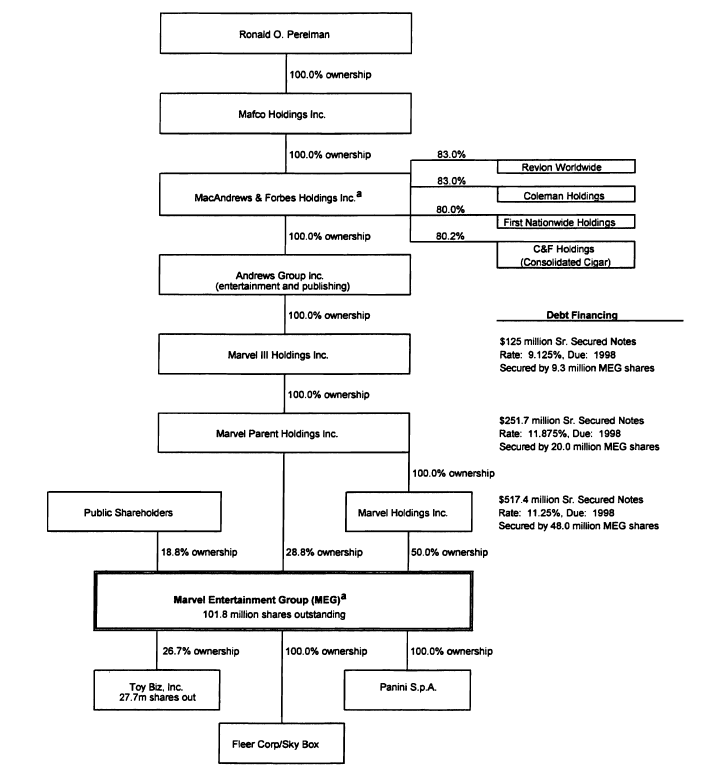 Ronald O. Perelman
100.0% ownership
Mafco Holdings Inc.
100.0% ownership
MacAndrews & Forbes Holdings Inc.a
83.0%
Revlon Worldwide
83.0%
Coleman Holdings
80.0%
First Nationwide Holdings
80.2%
C&F Holdings
(Consolidated Cigar)
100.0% ownership
Andrews Group Inc.
(entertainment and publishing)
100.0% ownership
Debt Financing
Marvel III Holdings Inc.
$125 million Sr. Secured Notes
Rate: 9.125%, Due: 1998
Secured by 9.3 million MEG shares
100.0% ownership
Marvel Parent Holdings Inc.
$251.7 million Sr. Secured Notes
Rate: 11.875%, Due: 1998
Secured by 20.0 million MEG shares
100.0% ownership
Public Shareholders
Marvel Holdings Inc.
$517.4 million Sr. Secured Notes
Rate: 11.25%, Due: 1998
Secured by 48.0 million MEG shares
18.8% ownership
28.8% ownership
50.0% ownership
Marvel Entertainment Group (MEG)a
101.8 million shares outstanding
26.7% ownership
100.0% ownership
100.0% ownership
Toy Biz, Inc.
27.7m shares out
Panini S.p.A.
Fleer Corp/Sky Box